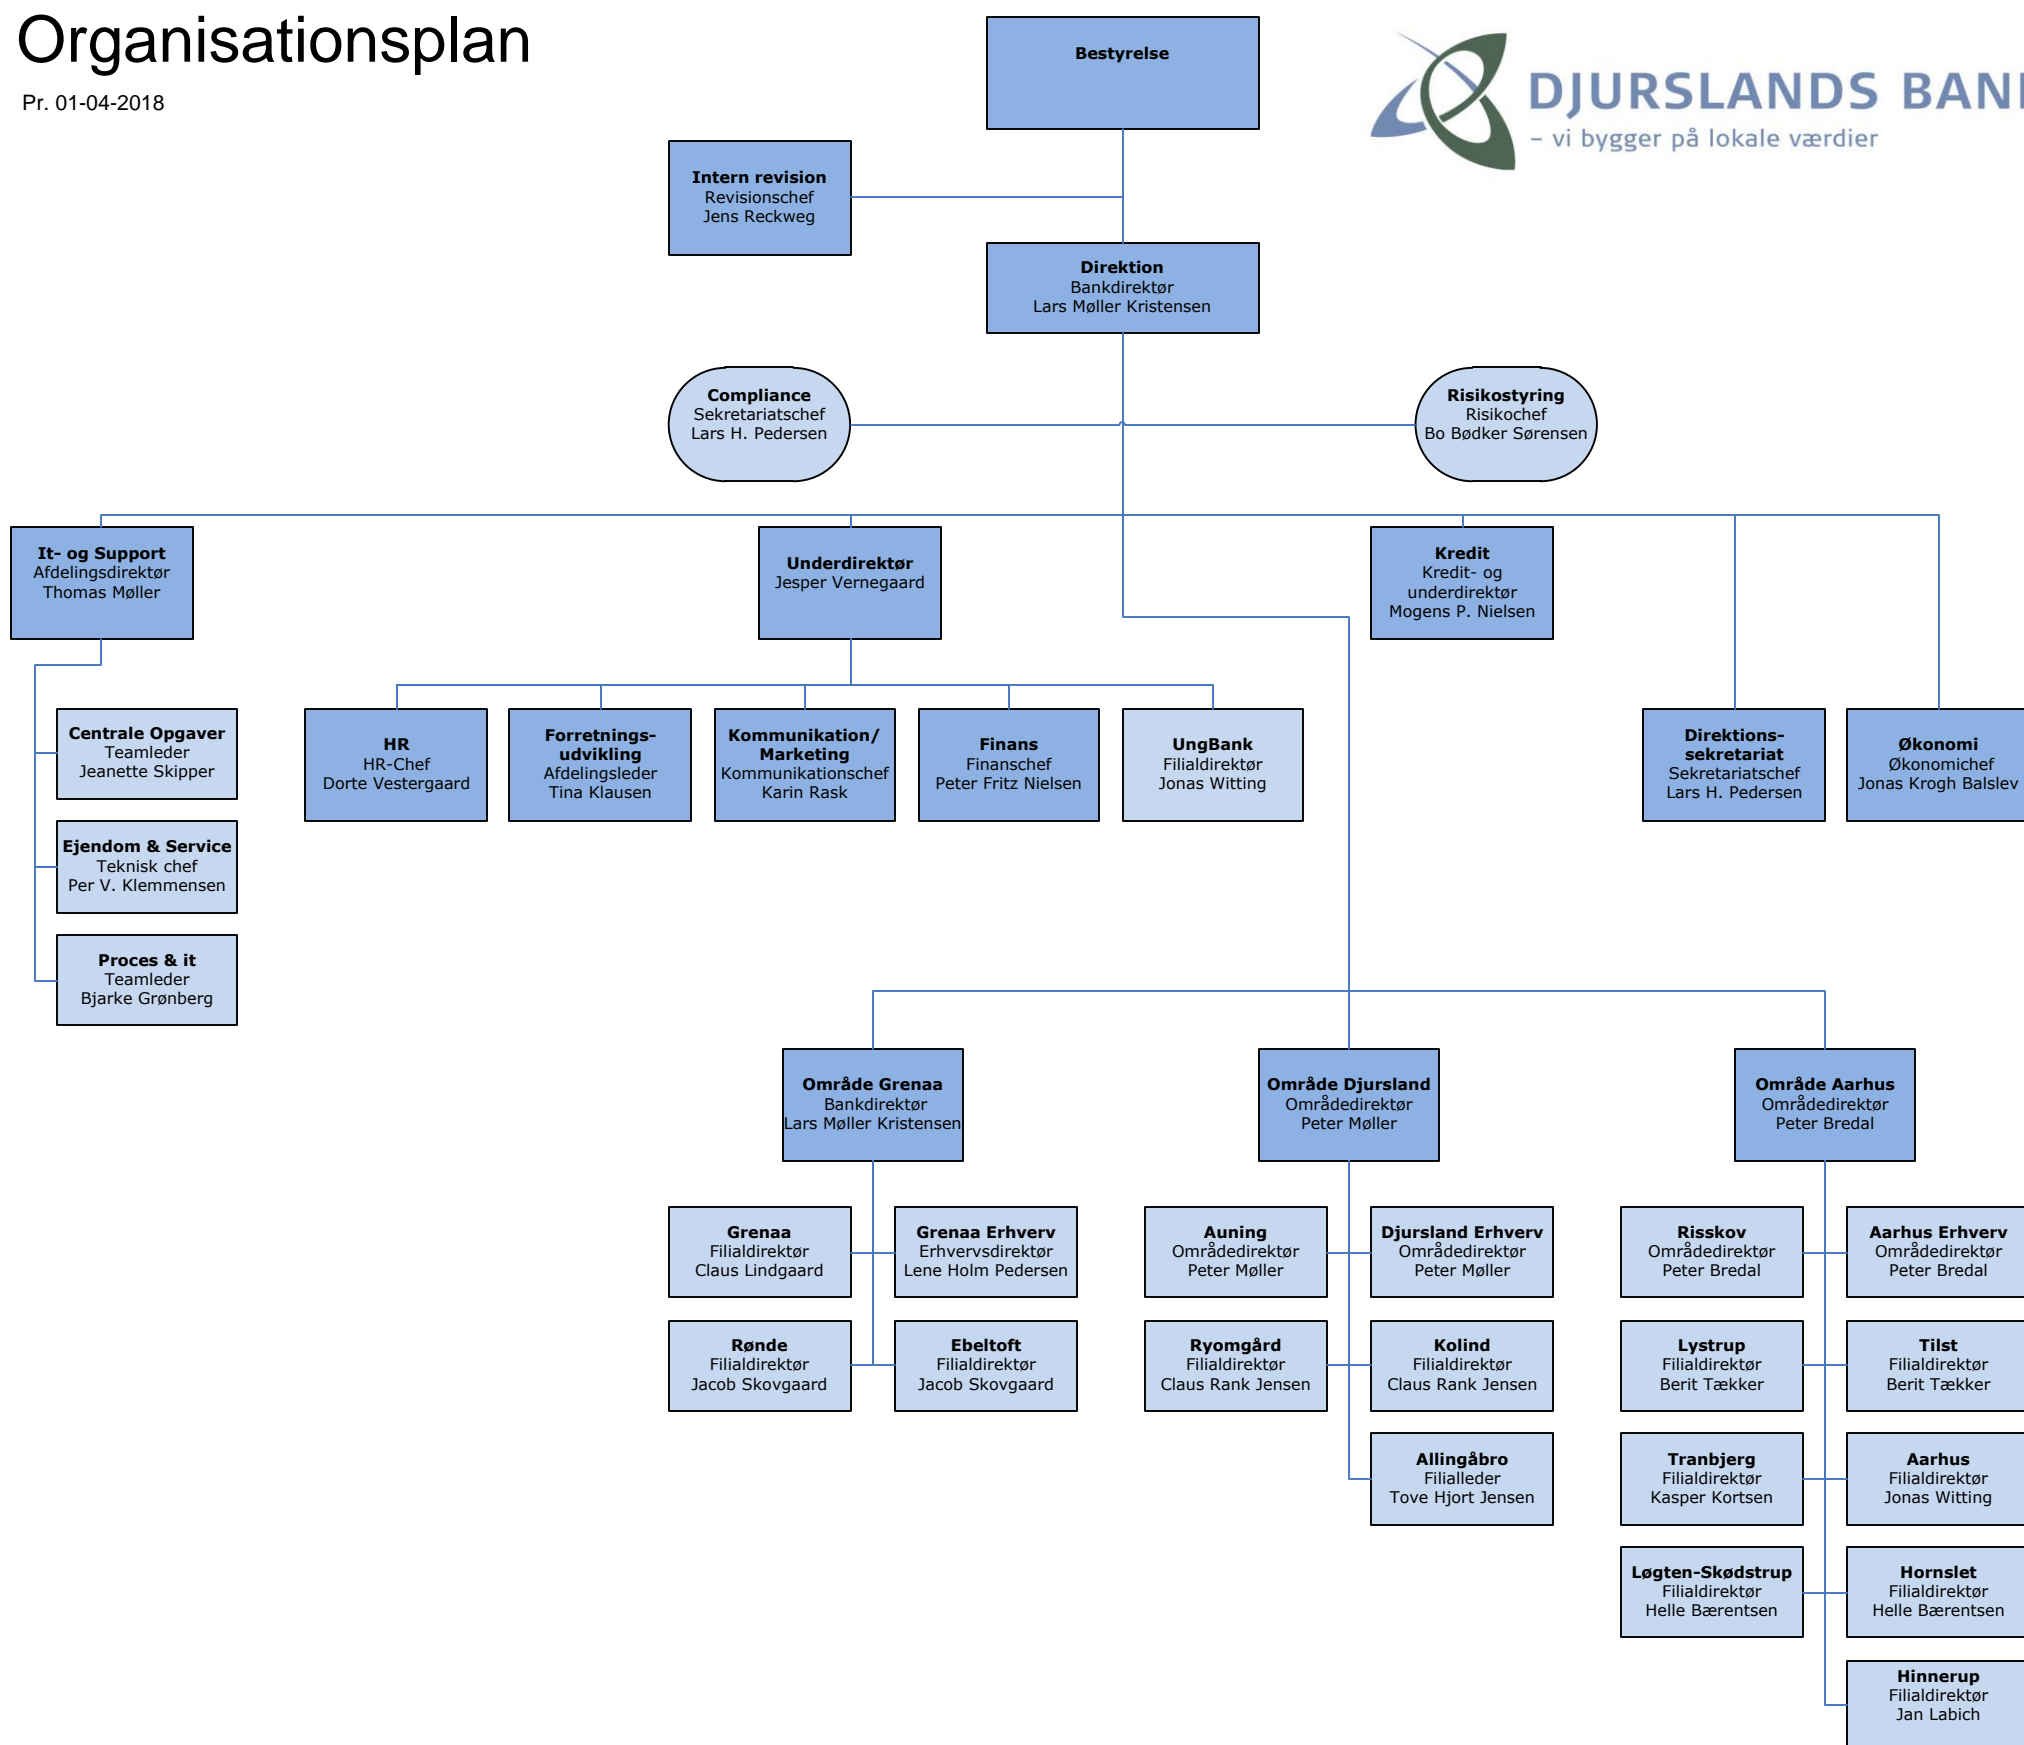 Organisationsplan
Pr. 01-04-2018
Bestyrelse
DJURSLANDS BAN
– vi bygger på lokale værdier
Intern revision
Revisionschef
Jens Reckweg
Direktion
Bankdirektør
Lars Møller Kristensen
Compliance
Sekretariatschef
Lars H. Pedersen
Risikostyring
Risikochef
Bo Bødker Sørensen
It- og Support
Afdelingsdirektør
Thomas Møller
Underdirektør
Jesper Vernegaard
Kredit
Kredit- og
underdirektør
Mogens P. Nielsen
Centrale Opgaver
Teamleder
Jeanette Skipper
Ejendom & Service
Teknisk chef
Per V. Klemmensen
Proces & it
Teamleder
Bjarke Grønberg
HR
HR-Chef
Dorte Vestergaard
Forretnings-
udvikling
Afdelingsleder
Tina Klausen
Kommunikation/
Marketing
Kommunikationschef
Karin Rask
Finans
Finanschef
Peter Fritz Nielsen
UngBank
Filialdirektør
Jonas Witting
Direktions-
sekretariat
Sekretariatschef
Lars H. Pedersen
Økonomi
Økonomichef
Jonas Krogh Balslev
Område Grenaa
Bankdirektør
Lars Møller Kristensen
Område Djursland
Områdedirektør
Peter Møller
Område Aarhus
Områdedirektør
Peter Bredal
Grenaa
Filialdirektør
Claus Lindgaard
Grenaa Erhverv
Erhvervsdirektør
Lene Holm Pedersen
Rønde
Filialdirektør
Jacob Skovgaard
Ebeltoft
Filialdirektør
Jacob Skovgaard
Auning
Områdedirektør
Peter Møller
Djursland Erhverv
Områdedirektør
Peter Møller
Ryomgård
Filialdirektør
Claus Rank Jensen
Kolind
Filialdirektør
Claus Rank Jensen
Allingåbro
Filialleder
Tove Hjort Jensen
Risskov
Områdedirektør
Peter Bredal
Aarhus Erhverv
Områdedirektør
Peter Bredal
Lystrup
Filialdirektør
Berit Tækker
Tilst
Filialdirektør
Berit Tækker
Tranbjerg
Filialdirektør
Kasper Kortsen
Aarhus
Filialdirektør
Jonas Witting
Løgten-Skødstrup
Filialdirektør
Helle Bærentsen
Hornslet
Filialdirektør
Helle Bærentsen
Hinnerup
Filialdirektør
Jan Labich